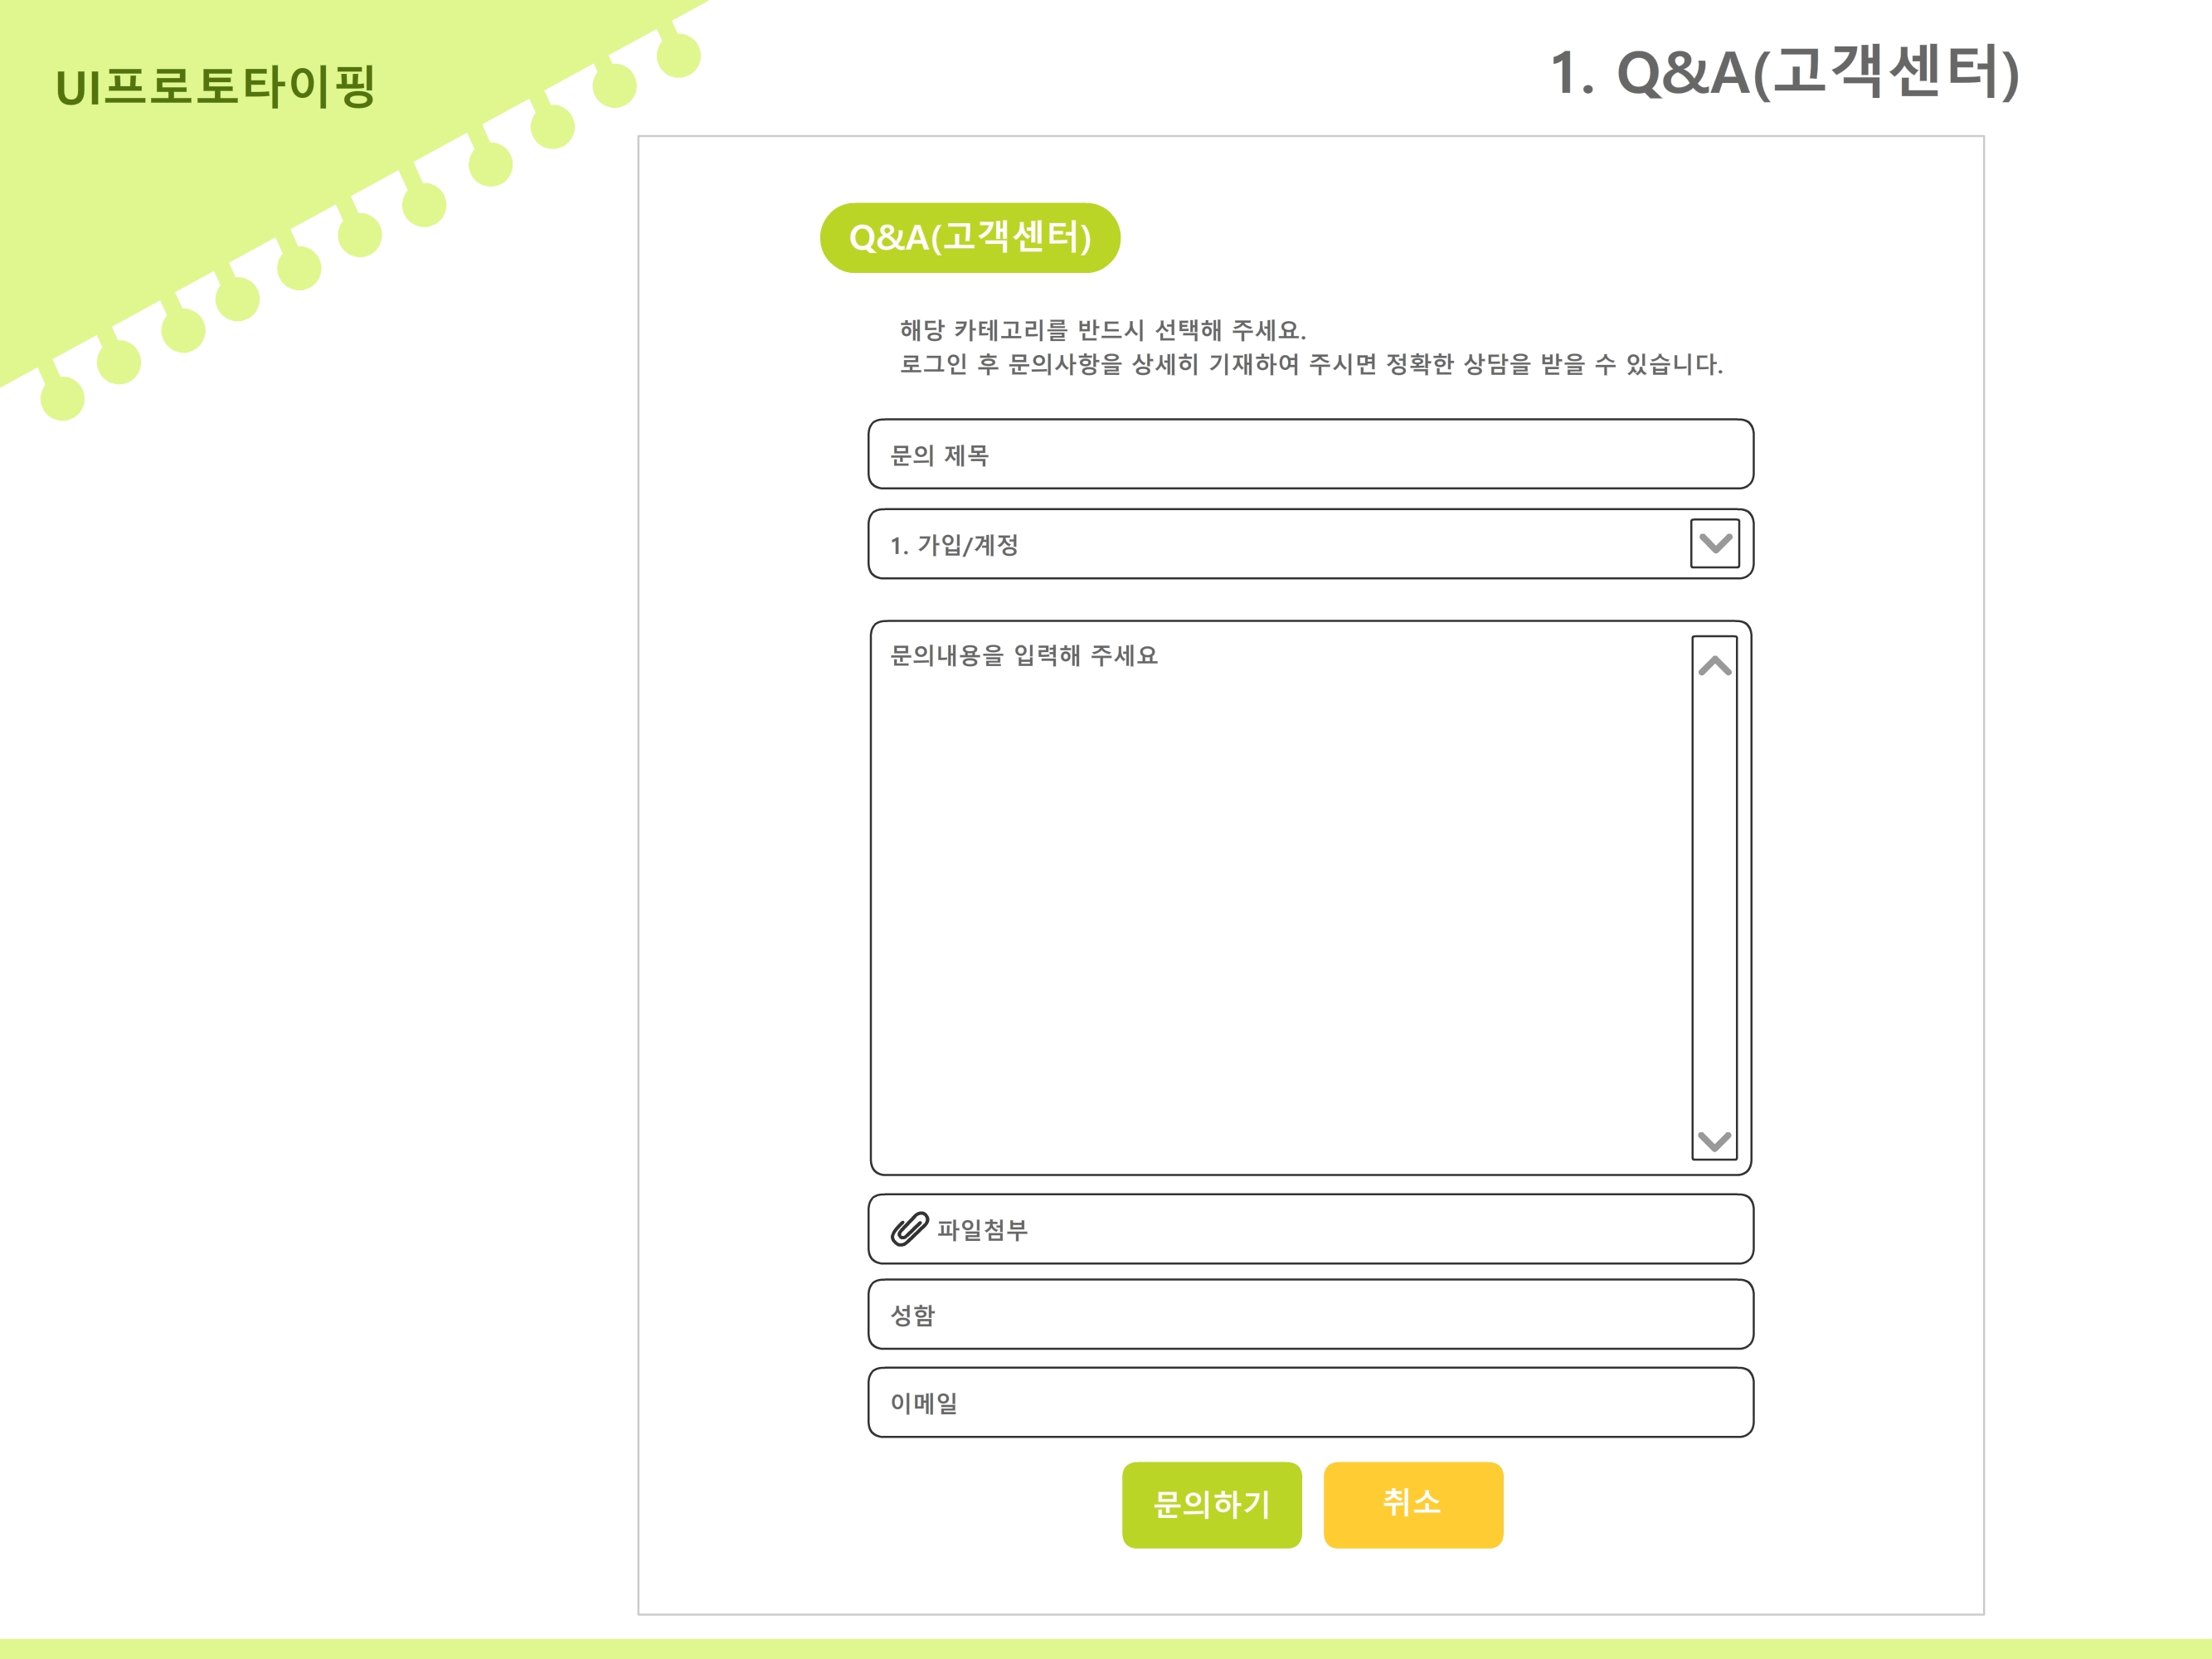 UI프로토타이핑
1. Q&A(고객센터)
Q&A(고객센터)
해당 카테고리를 반드시 선택해 주세요.
로그인 후 문의사항을 상세히 기재하여 주시면 정확한 상담을 받을 수 있습니다.
문의 제목
1. 가입/계정
문의내용을 입력해 주세요
파일첨부
성함
이메일
문의하기
취소